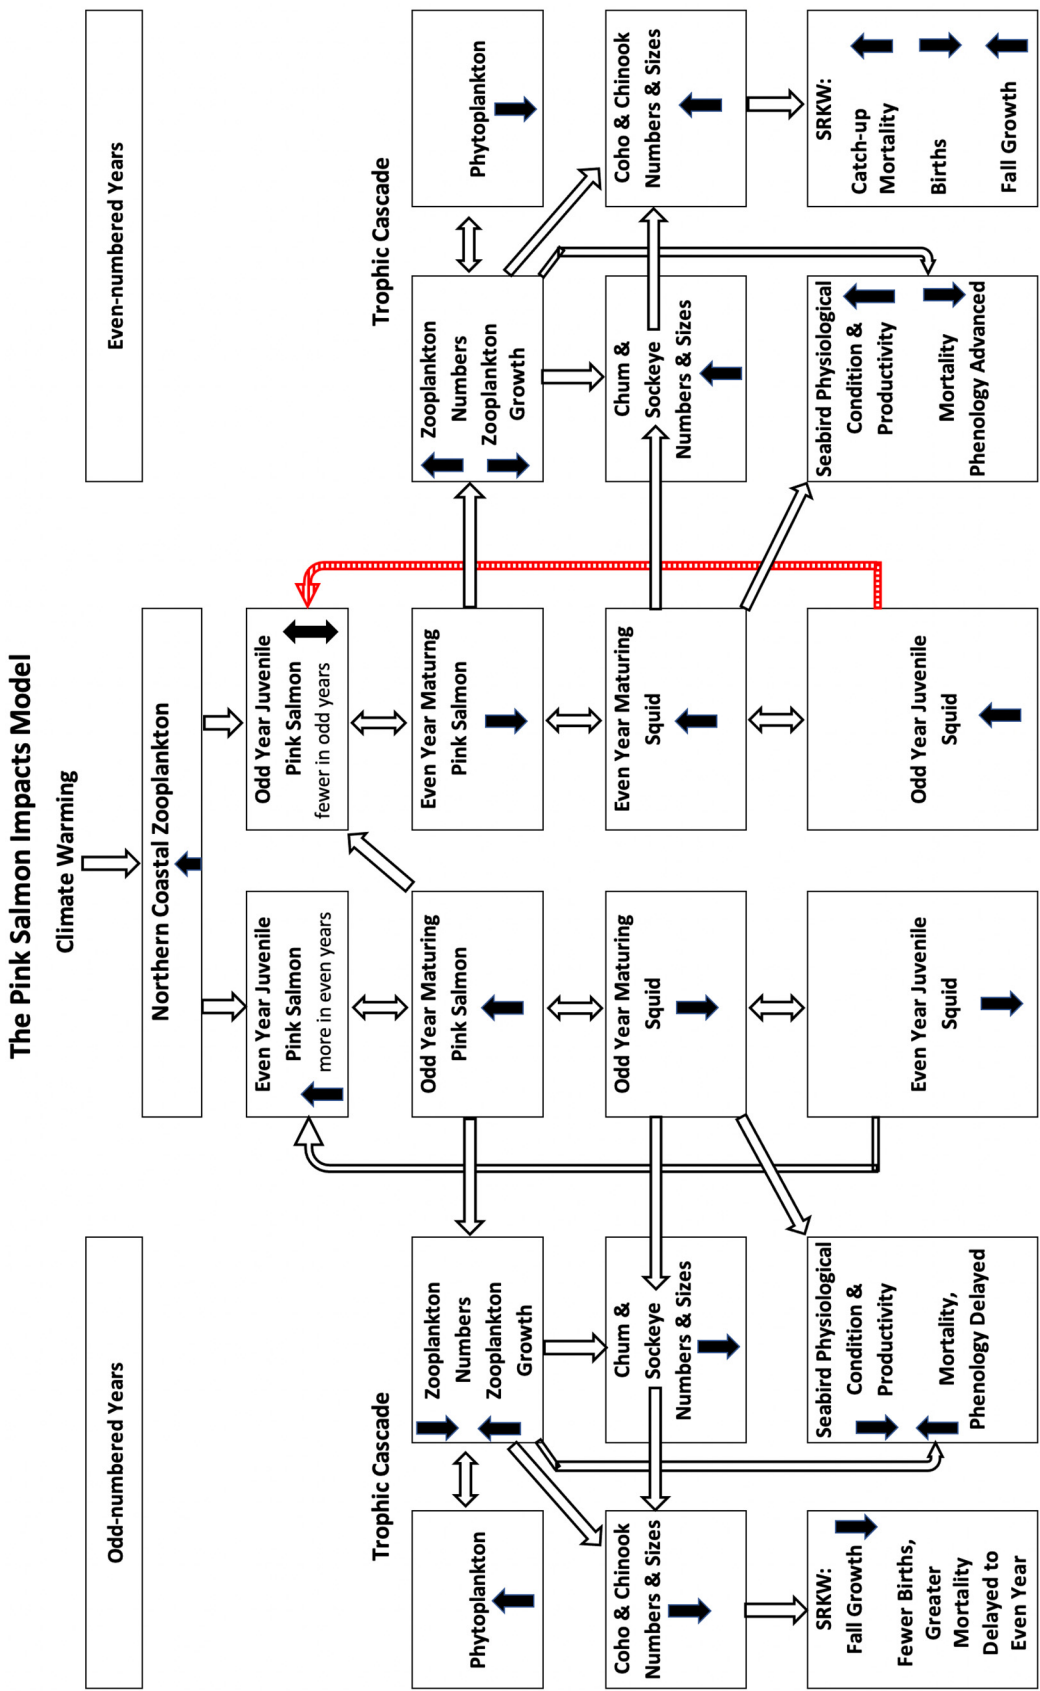 The Pink Salmon Impacts Model
Climate Warming
Odd-numbered Years
Even-numbered Years
Northern Coastal Zooplankton
Even Year Juvenile
Pink Salmon
more in even years
Odd Year Juvenile
Pink Salmon
fewer in odd years
Trophic Cascade
Trophic Cascade
Phytoplankton
Zooplankton
Numbers
Zooplankton
Growth
Odd Year Maturing
Pink Salmon
Even Year Maturng
Pink Salmon
Zooplankton
Numbers
Zooplankton
Growth
Phytoplankton
Coho & Chinook
Numbers & Sizes
Chum &
Sockeye
Numbers & Sizes
Odd Year Maturing
Squid
Even Year Maturing
Squid
Chum &
Sockeye
Numbers & Sizes
Coho & Chinook
Numbers & Sizes
SRKW:
Fall Growth
Fewer Births,
Greater
Mortality
Delayed to
Even Year
Seabird Physiological
Condition &
Productivity
Mortality,
Phenology Delayed
Even Year Juvenile
Squid
Odd Year Juvenile
Squid
Seabird Physiological
Condition &
Productivity
Mortality
Phenology Advanced
SRKW:
Catch-up
Mortality
Births
Fall Growth